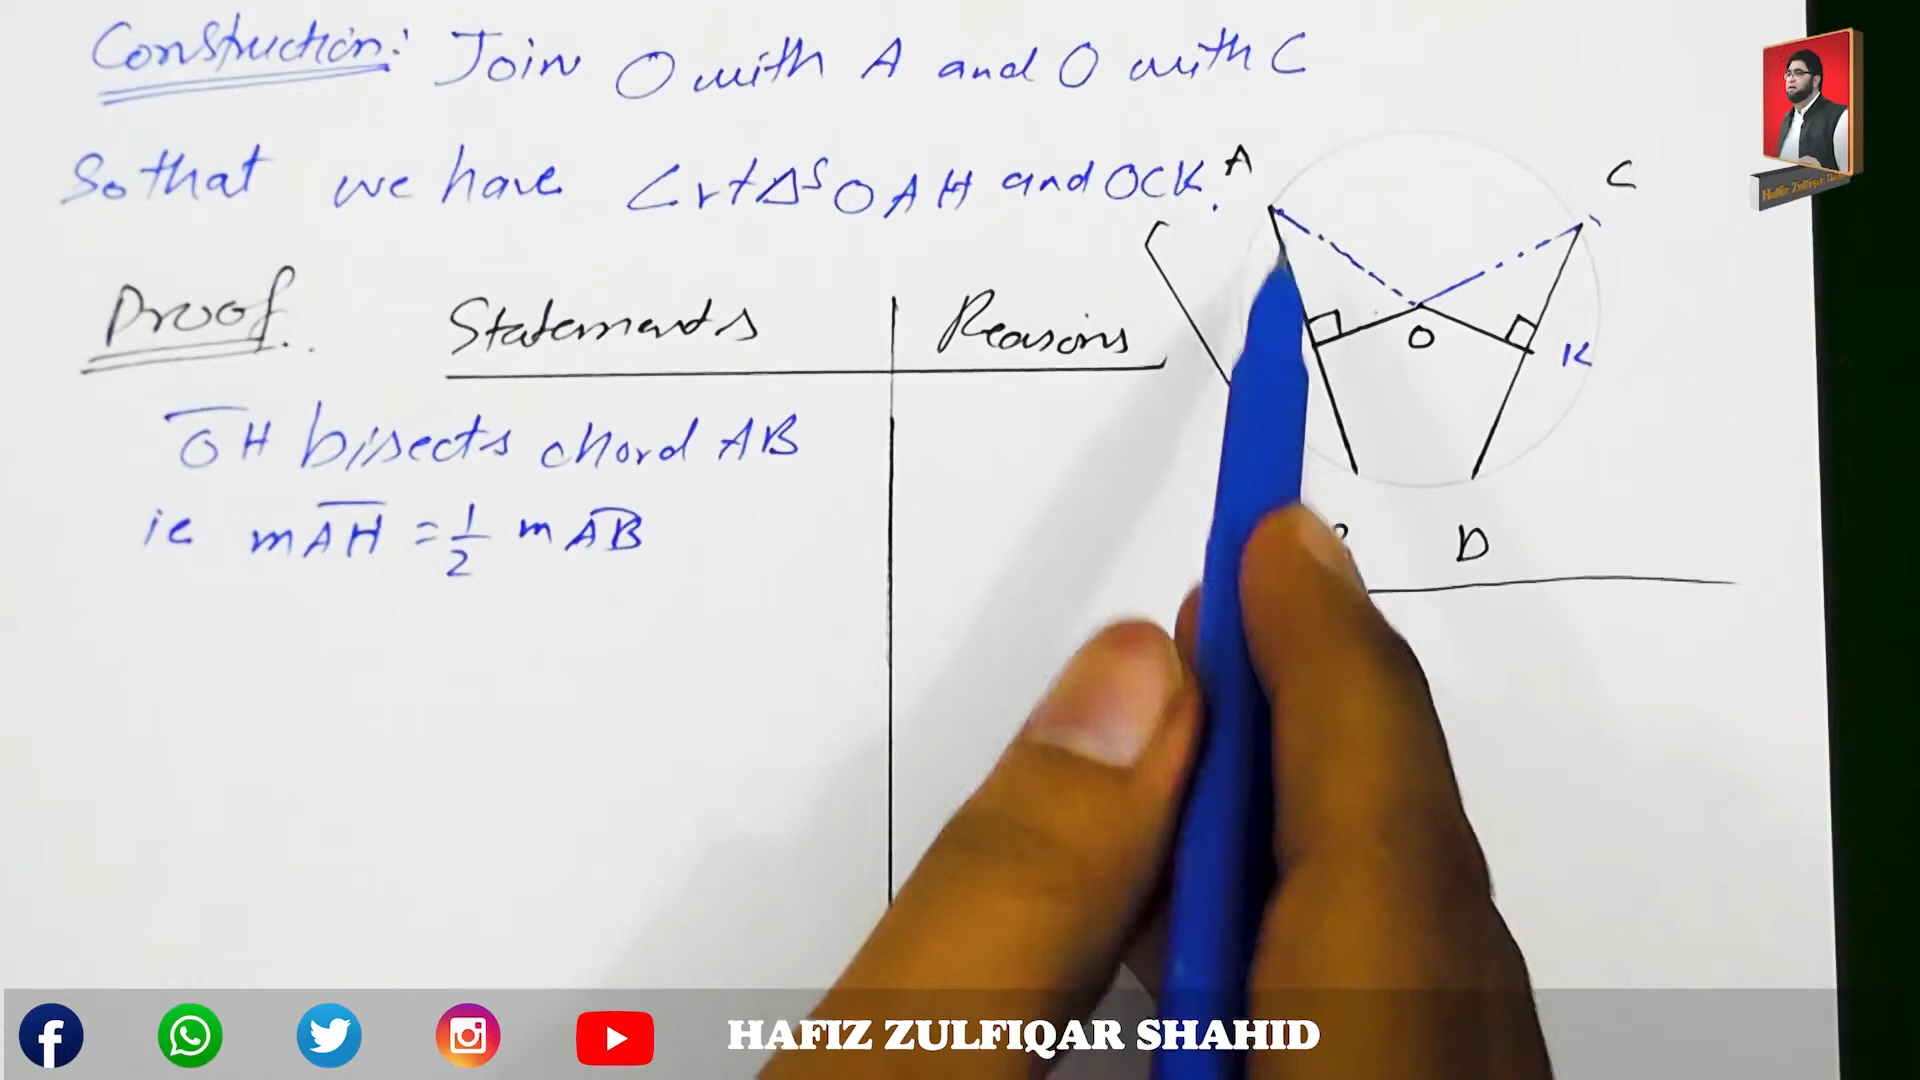 Construction: Join O with A and O with C
So that we have ∠rt△s OAH and OCK.
Proof. Statements Reasons
OH bisects chord AB
ie mAH = 1/2 mAB
A
C
O
K
D
HAFIZ ZULFIQAR SHAHID